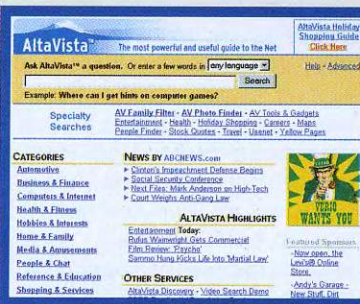 AltaVista™
The most powerful and useful guide to the Net
AltaVista Holiday
Shopping Guide
Click Here
Ask AltaVista™ a question. Or enter a few words in any language
Help - Advanced
Search
Example: Where can I get hints on computer games?
Specialty
Searches
AV Family Filter - AV Photo Finder - AV Tools & Gadgets
Entertainment - Health - Holiday Shopping - Careers - Maps
People Finder - Stock Quotes - Travel - Usenet - Yellow Pages
CATEGORIES
Automotive
Business & Finance
Computers & Internet
Health & Fitness
Hobbies & Interests
Home & Family
Media & Amusements
People & Chat
Reference & Education
Shopping & Services
NEWS BY ABCNEWS.com
Clinton's Impeachment Defense Begins
Social Security Conference
Next Files: Mark Anderson on High-Tech
Court Weighs Anti-Gang Law
ALTAVISTA HIGHLIGHTS
Entertainment Today:
Rufus Wainwright Gets Commercial
Film Review: 'Psycho'
Sammo Hung Kicks Life Into 'Martial Law'
OTHER SERVICES
AltaVista Discovery - Video Search Demo
VERIO
WANTS YOU
Featured Sponsors
-Now open, the
Levi's® Online
Store.
-Andy's Garage -
New Stuff, Dirt